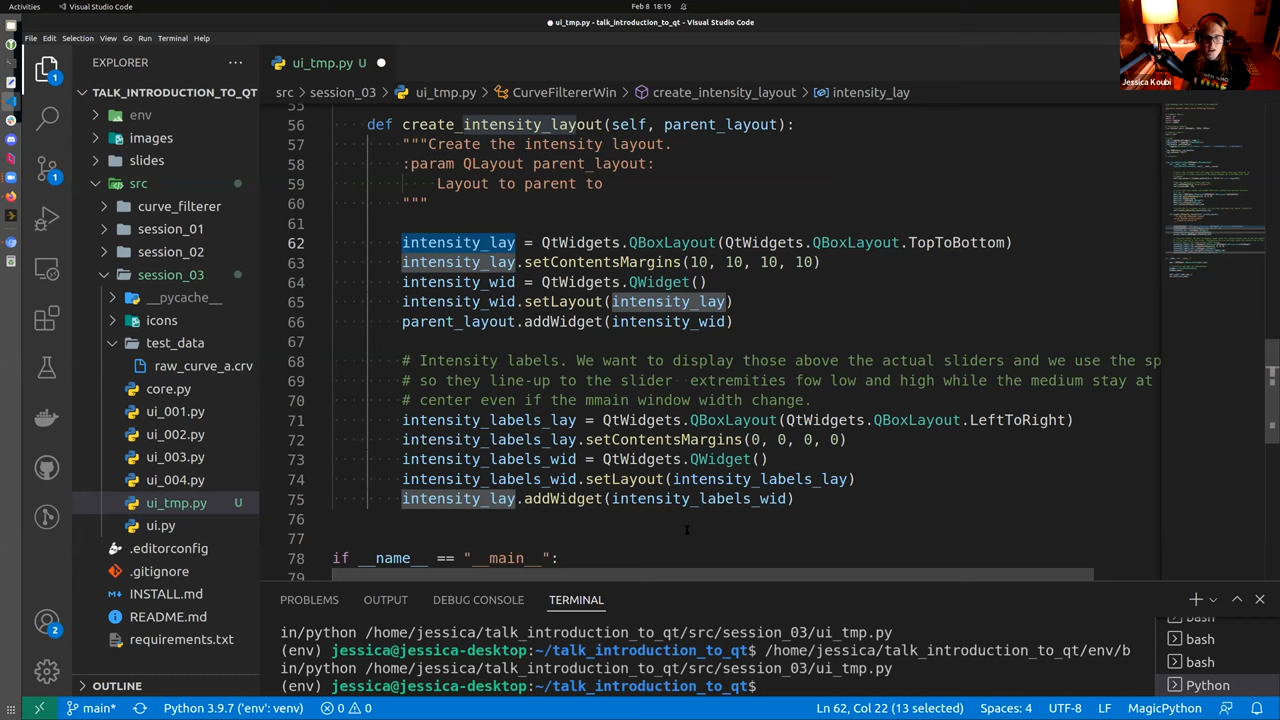 Activities
Visual Studio Code
Feb 8 18:19
ui_tmp.py - talk_introduction_to_qt - Visual Studio Code
File Edit Selection View Go Run Terminal Help
Jessica Koubi
EXPLORER
TALK_INTRODUCTION_TO_QT
env
images
slides
src
curve_filterer
session_01
session_02
session_03
__pycache__
icons
test_data
raw_curve_a.crv
core.py
ui_001.py
ui_002.py
ui_003.py
ui_004.py
ui_tmp.py U
ui.py
.editorconfig
.gitignore
INSTALL.md
README.md
requirements.txt
OUTLINE
1
2
ui_tmp.py U
src > session_03 > CurveFiltererWin > create_intensity_layout > intensity_lay
55
56 def create_intensity_layout(self, parent_layout):
57 """Create the intensity layout.
58 :param QLayout parent_layout:
59 Layout to parent to
60 """
61
62 intensity_lay = QtWidgets.QBoxLayout(QtWidgets.QBoxLayout.TopToBottom)
63 intensity_lay.setContentsMargins(10, 10, 10, 10)
64 intensity_wid = QtWidgets.QWidget()
65 intensity_wid.setLayout(intensity_lay)
66 parent_layout.addWidget(intensity_wid)
67
68 # Intensity labels. We want to display those above the actual sliders and we use the sp
69 # so they line-up to the slider extremities fow low and high while the medium stay at
70 # center even if the mmain window width change.
71 intensity_labels_lay = QtWidgets.QBoxLayout(QtWidgets.QBoxLayout.LeftToRight)
72 intensity_labels_lay.setContentsMargins(0, 0, 0, 0)
73 intensity_labels_wid = QtWidgets.QWidget()
74 intensity_labels_wid.setLayout(intensity_labels_lay)
75 intensity_lay.addWidget(intensity_labels_wid)
76
77
78 if __name__ == "__main__":
79
PROBLEMS OUTPUT DEBUG CONSOLE TERMINAL
in/python /home/jessica/talk_introduction_to_qt/src/session_03/ui_tmp.py
(env) jessica@jessica-desktop:~/talk_introduction_to_qt$ /home/jessica/talk_introduction_to_qt/env/b
in/python /home/jessica/talk_introduction_to_qt/src/session_03/ui_tmp.py
(env) jessica@jessica-desktop:~/talk_introduction_to_qt$
bash
bash
bash
Python
main* Python 3.9.7 ('env': venv) 0 0 Ln 62, Col 22 (13 selected) Spaces: 4 UTF-8 LF MagicPython